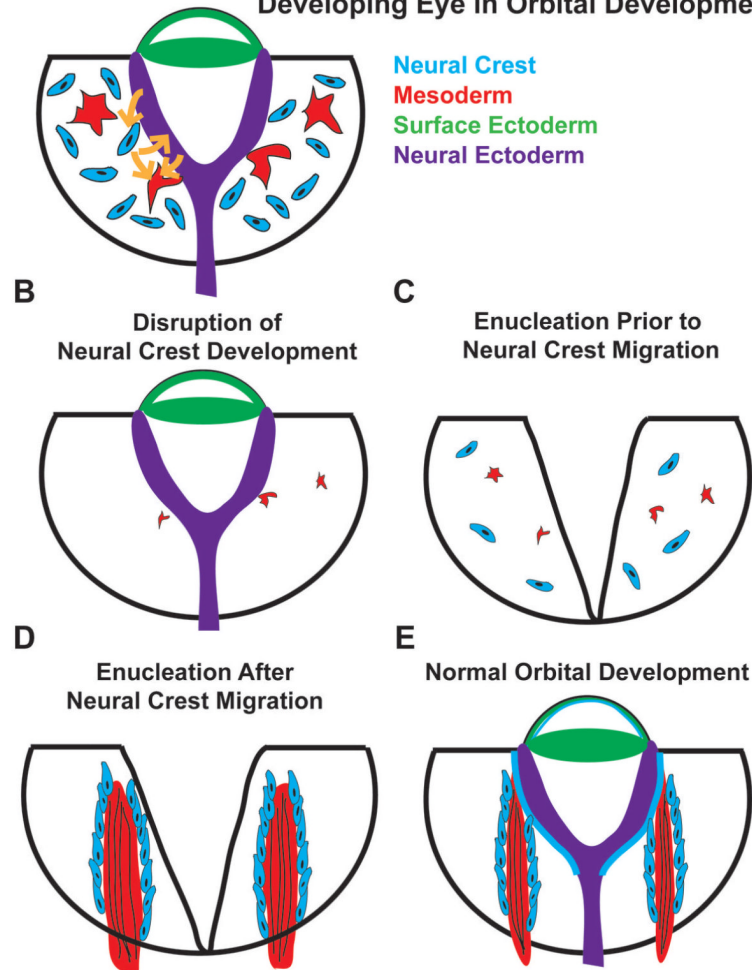 Developing Eye in Orbital Developme
Neural Crest
Mesoderm
Surface Ectoderm
Neural Ectoderm
B
Disruption of
Neural Crest Development
C
Enucleation Prior to
Neural Crest Migration
D
Enucleation After
Neural Crest Migration
E
Normal Orbital Development